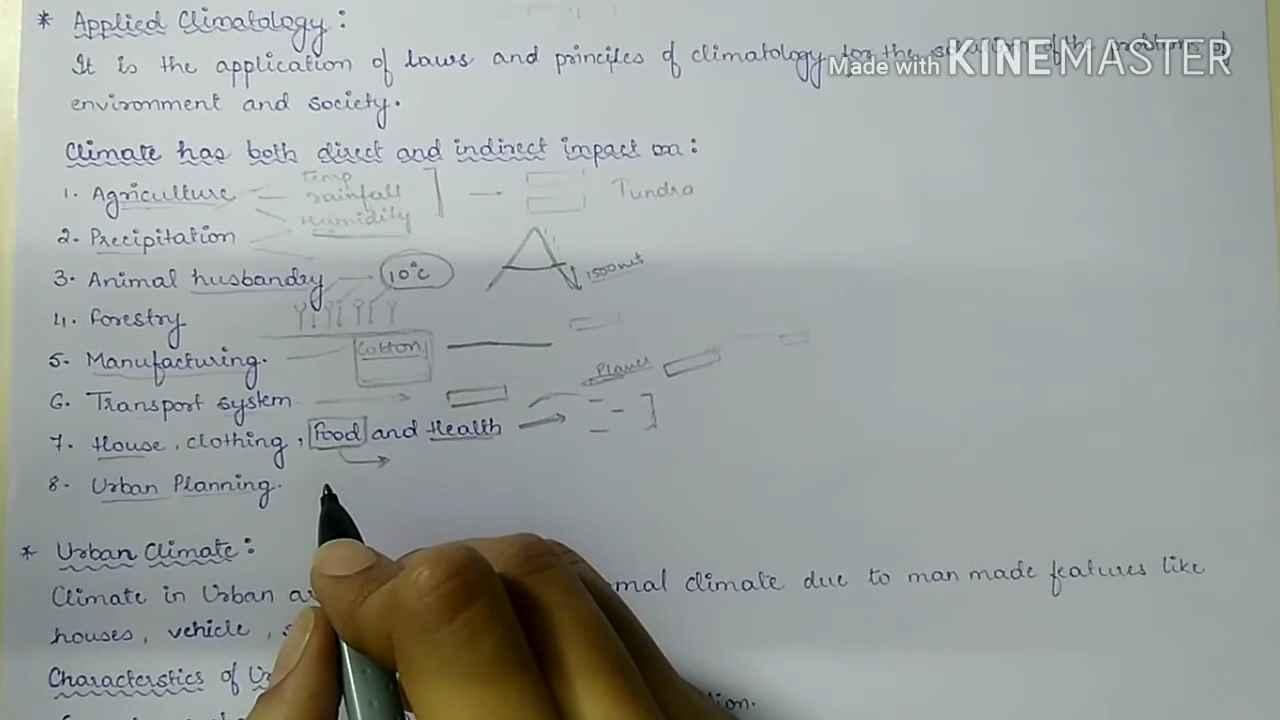 * Applied Climatology:
Made with KINEMASTER
It is the application of laws and principles of climatology for the
environment and society.
Climate has both direct and indirect impact on:
1. Agriculture temp rainfall Humidity Tundra
2. Precipitation
3. Animal husbandry 10°C 1500mt
4. Forestry
5. Manufacturing. Cotton
6. Transport system Planes
7. House, clothing, Food and Health
8. Urban Planning.
* Urban Climate:
Climate in Urban climate due to man made features like
houses, vehicle,
Characterstics of